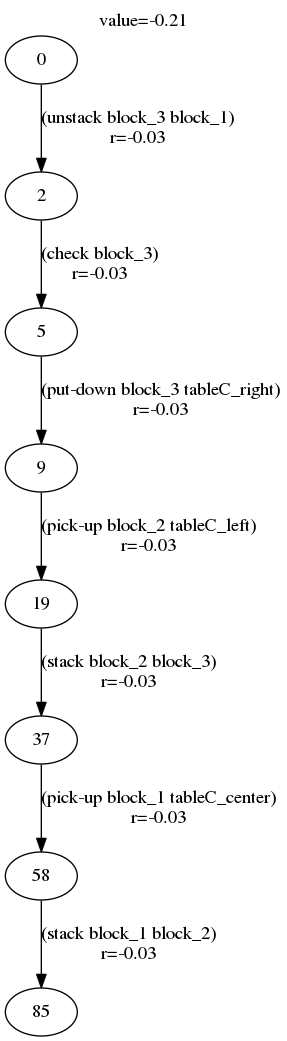 value=-0.21
0
(unstack block_3 block_1)
r=-0.03
2
(check block_3)
r=-0.03
5
(put-down block_3 tableC_right)
r=-0.03
9
(pick-up block_2 tableC_left)
r=-0.03
19
(stack block_2 block_3)
r=-0.03
37
(pick-up block_1 tableC_center)
r=-0.03
58
(stack block_1 block_2)
r=-0.03
85